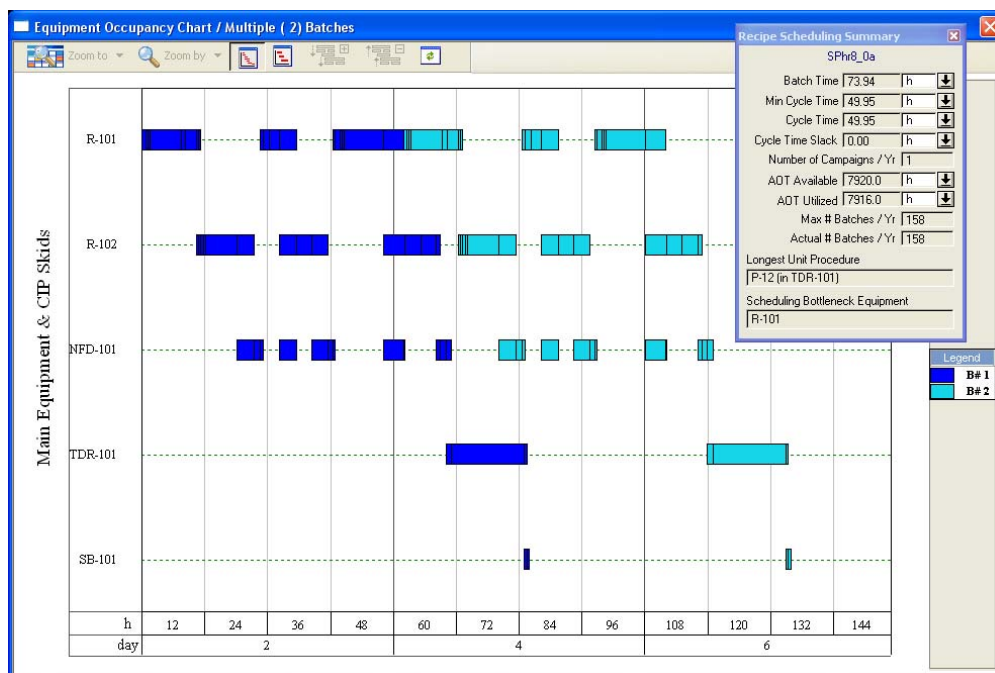 Equipment Occupancy Chart / Multiple ( 2) Batches
Zoom to
Zoom by
Recipe Scheduling Summary
SPhr8_0a
Batch Time 73.94 h
Min Cycle Time 49.95 h
Cycle Time 49.95 h
Cycle Time Slack 0.00 h
Number of Campaigns / Yr 1
AOT Available 7920.0 h
AOT Utilized 7916.0 h
Max # Batches / Yr 158
Actual # Batches / Yr 158
Longest Unit Procedure
P-12 (in TDR-101)
Scheduling Bottleneck Equipment
R-101
Legend
B# 1
B# 2
Main Equipment & CIP Skids
R-101
R-102
NFD-101
TDR-101
SB-101
h 12 24 36 48 60 72 84 96 108 120 132 144
day 2 4 6